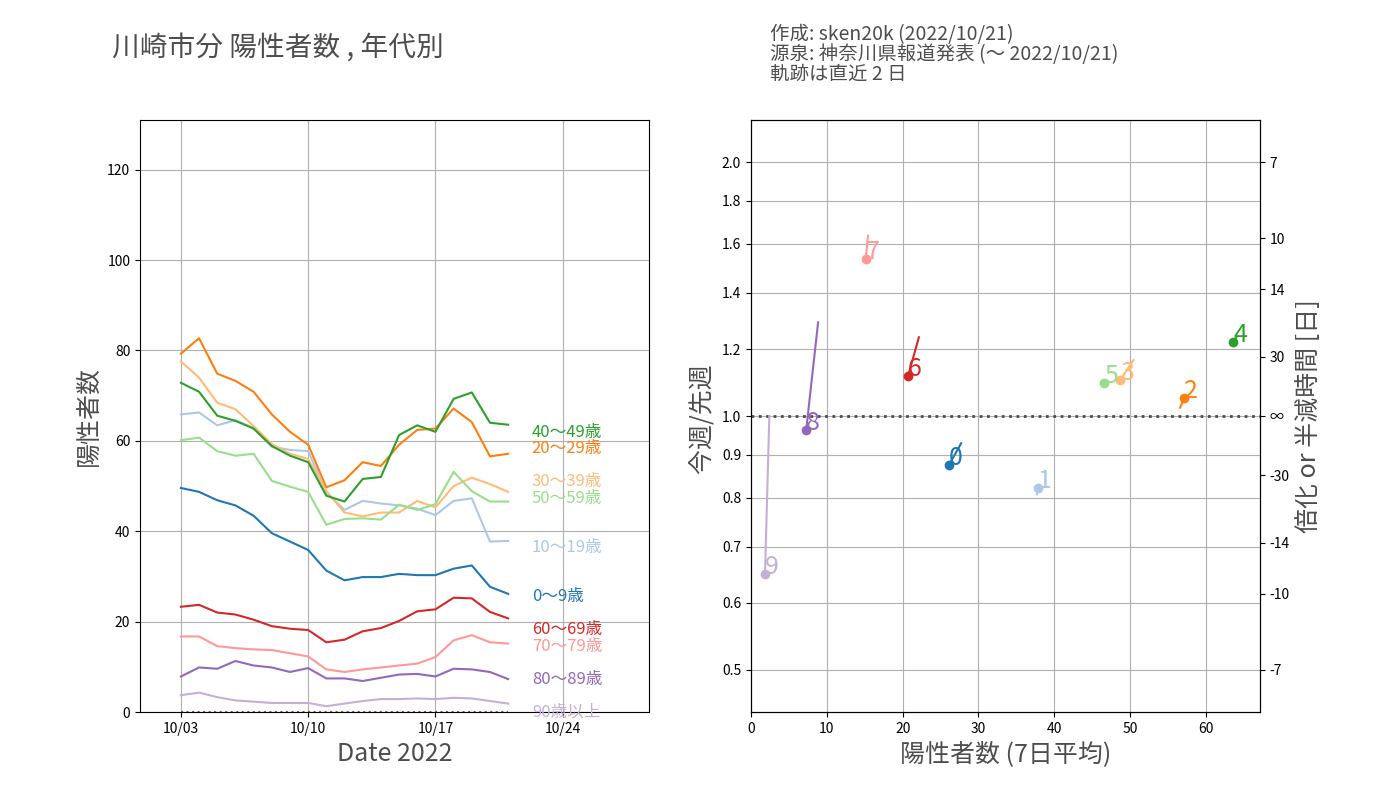 川崎市分 陽性者数 , 年代別
作成: sken20k (2022/10/21)
源泉: 神奈川県報道発表 (～ 2022/10/21)
軌跡は直近 2 日
陽性者数
120
100
80
60
40
20
0
10/03
10/10
10/17
10/24
Date 2022
40～49歳
20～29歳
30～39歳
50～59歳
10～19歳
0～9歳
60～69歳
70～79歳
80～89歳
90歳以上
今週/先週
2.0
1.8
1.6
1.4
1.2
1.0
0.9
0.8
0.7
0.6
0.5
7
4
6
5
3
2
8
0
1
9
0
10
20
30
40
50
60
陽性者数 (7日平均)
7
10
14
30
∞
-30
-14
-10
-7
倍化 or 半減時間 [日]